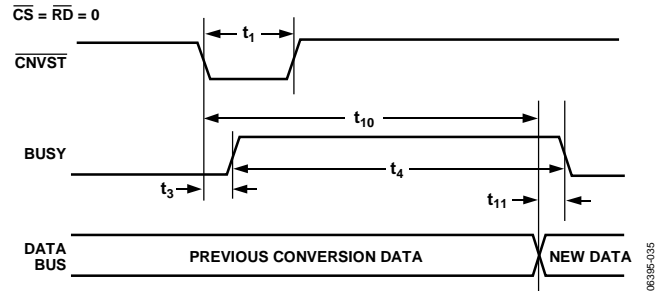 CS = RD = 0
t1
CNVST
t10
BUSY
t4
t3
t11
DATA
BUS
PREVIOUS CONVERSION DATA
NEW DATA
06395-035